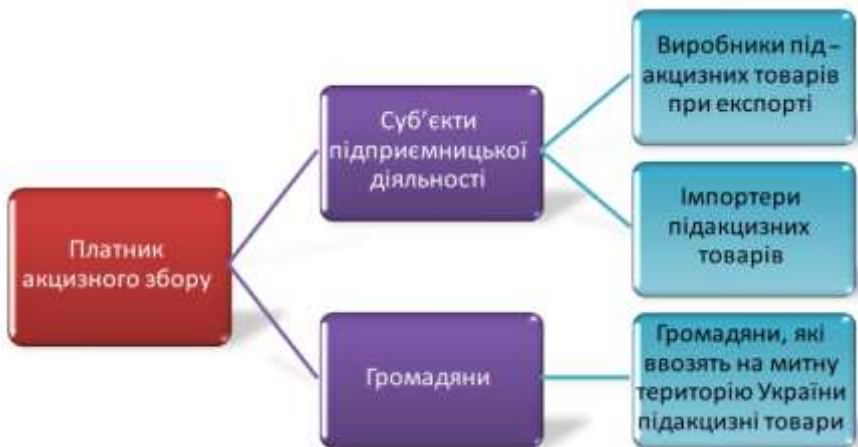 Платник
акцизного збору
Суб’єкти
підприємницької
діяльності
Виробники під –
акцизних товарів
при експорті
Імпортери
підакцизних
товарів
Громадяни
Громадяни, які
ввозять на митну
територію України
підакцизні товари